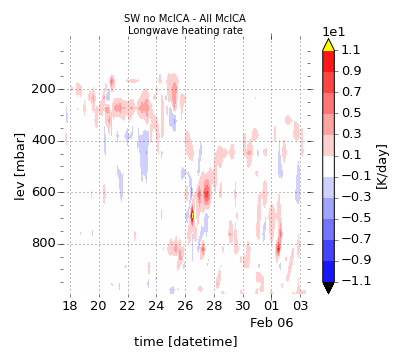 SW no McICA - All McICA
Longwave heating rate
1e1
1.1
0.9
0.7
0.5
0.3
0.1
−0.1
−0.3
−0.5
−0.7
−0.9
−1.1
[K/day]
lev [mbar]
200
400
600
800
18 20 22 24 26 28 30 01 03
Feb 06
time [datetime]